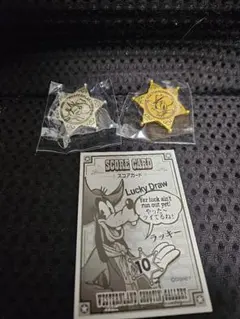 SCORE CARD
スコアカード
Lucky Draw
Yer luck ain't
run out yet!
やったー
ツイてるね!
ラッキー
10
WESTERNLAND SHOOTIN' GALLERY